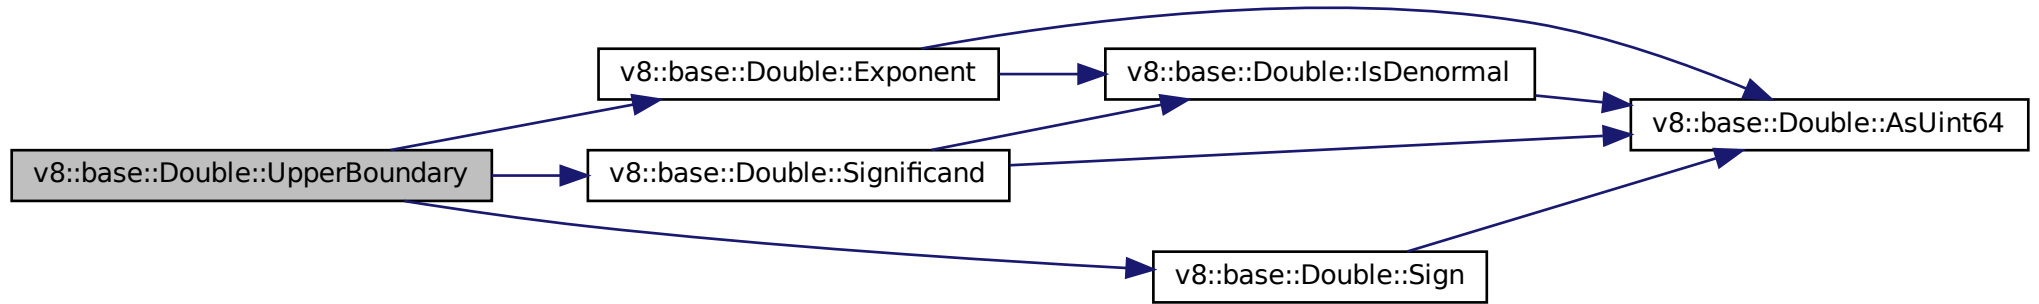 v8::base::Double::Exponent
v8::base::Double::IsDenormal
v8::base::Double::AsUint64
v8::base::Double::UpperBoundary
v8::base::Double::Significand
v8::base::Double::Sign